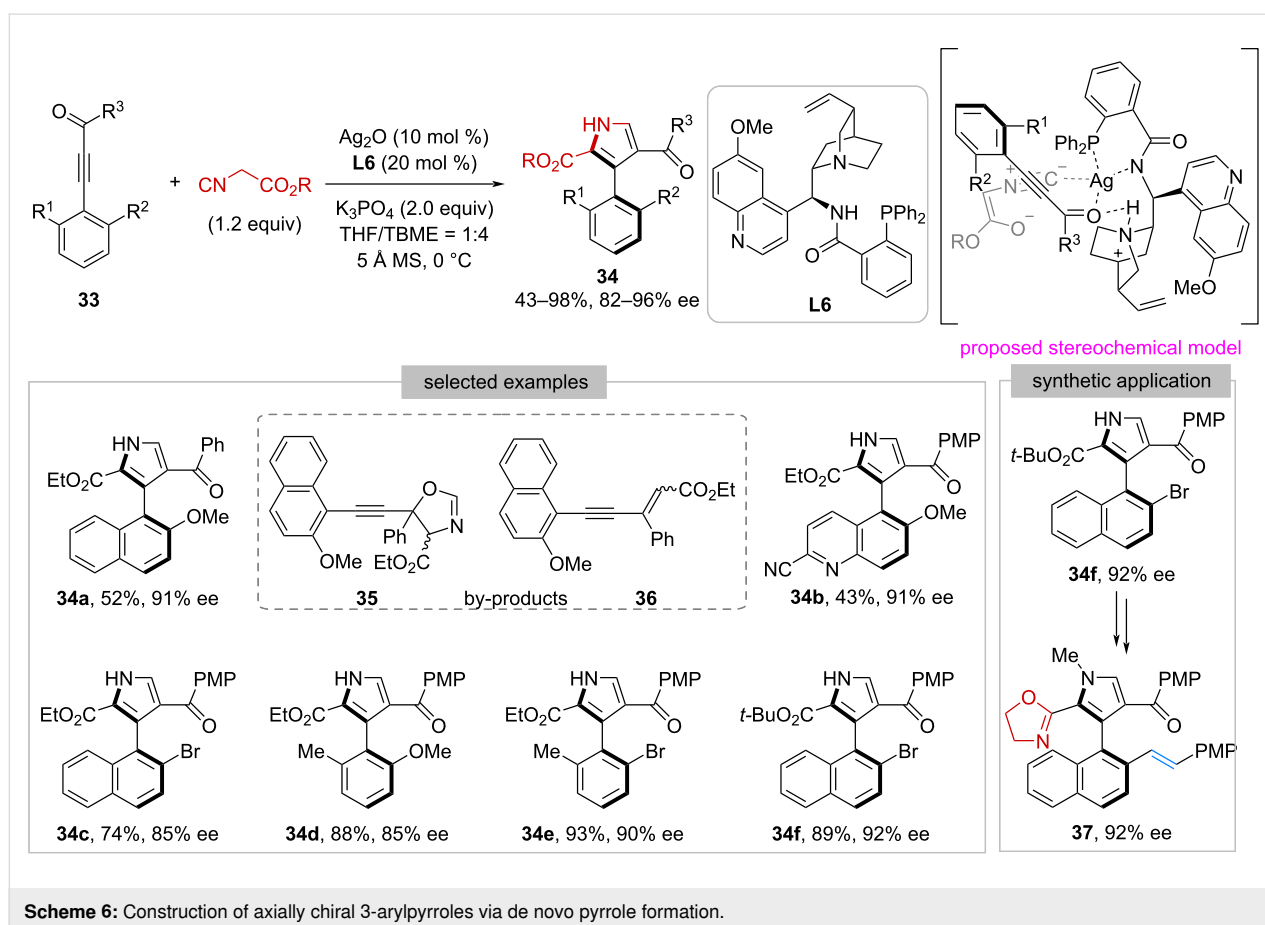 O
R³
R¹
R²
33
+
CN
CO₂R
(1.2 equiv)
Ag₂O (10 mol %)
L6 (20 mol %)
K₃PO₄ (2.0 equiv)
THF/TBME = 1:4
5 Å MS, 0 °C
HN
R³
RO₂C
O
R¹
R²
34
43–98%, 82–96% ee
OMe
N
N
NH
PPh₂
O
L6
R¹
Ph₂P
O
R²
+
N
C
−
Ag
N
N
O
H
RO
O
−
R³
N
+
MeO
proposed stereochemical model
selected examples
HN
Ph
EtO₂C
O
OMe
34a, 52%, 91% ee
O
N
Ph
OMe
EtO₂C
35
by-products
CO₂Et
Ph
OMe
36
HN
PMP
EtO₂C
O
OMe
NC
N
34b, 43%, 91% ee
HN
PMP
EtO₂C
O
Br
34c, 74%, 85% ee
HN
PMP
EtO₂C
O
Me
OMe
34d, 88%, 85% ee
HN
PMP
EtO₂C
O
Me
Br
34e, 93%, 90% ee
HN
PMP
t-BuO₂C
O
Br
34f, 89%, 92% ee
synthetic application
HN
PMP
t-BuO₂C
O
Br
34f, 92% ee
Me
N
PMP
O
O
N
PMP
37, 92% ee
Scheme 6: Construction of axially chiral 3-arylpyrroles via de novo pyrrole formation.